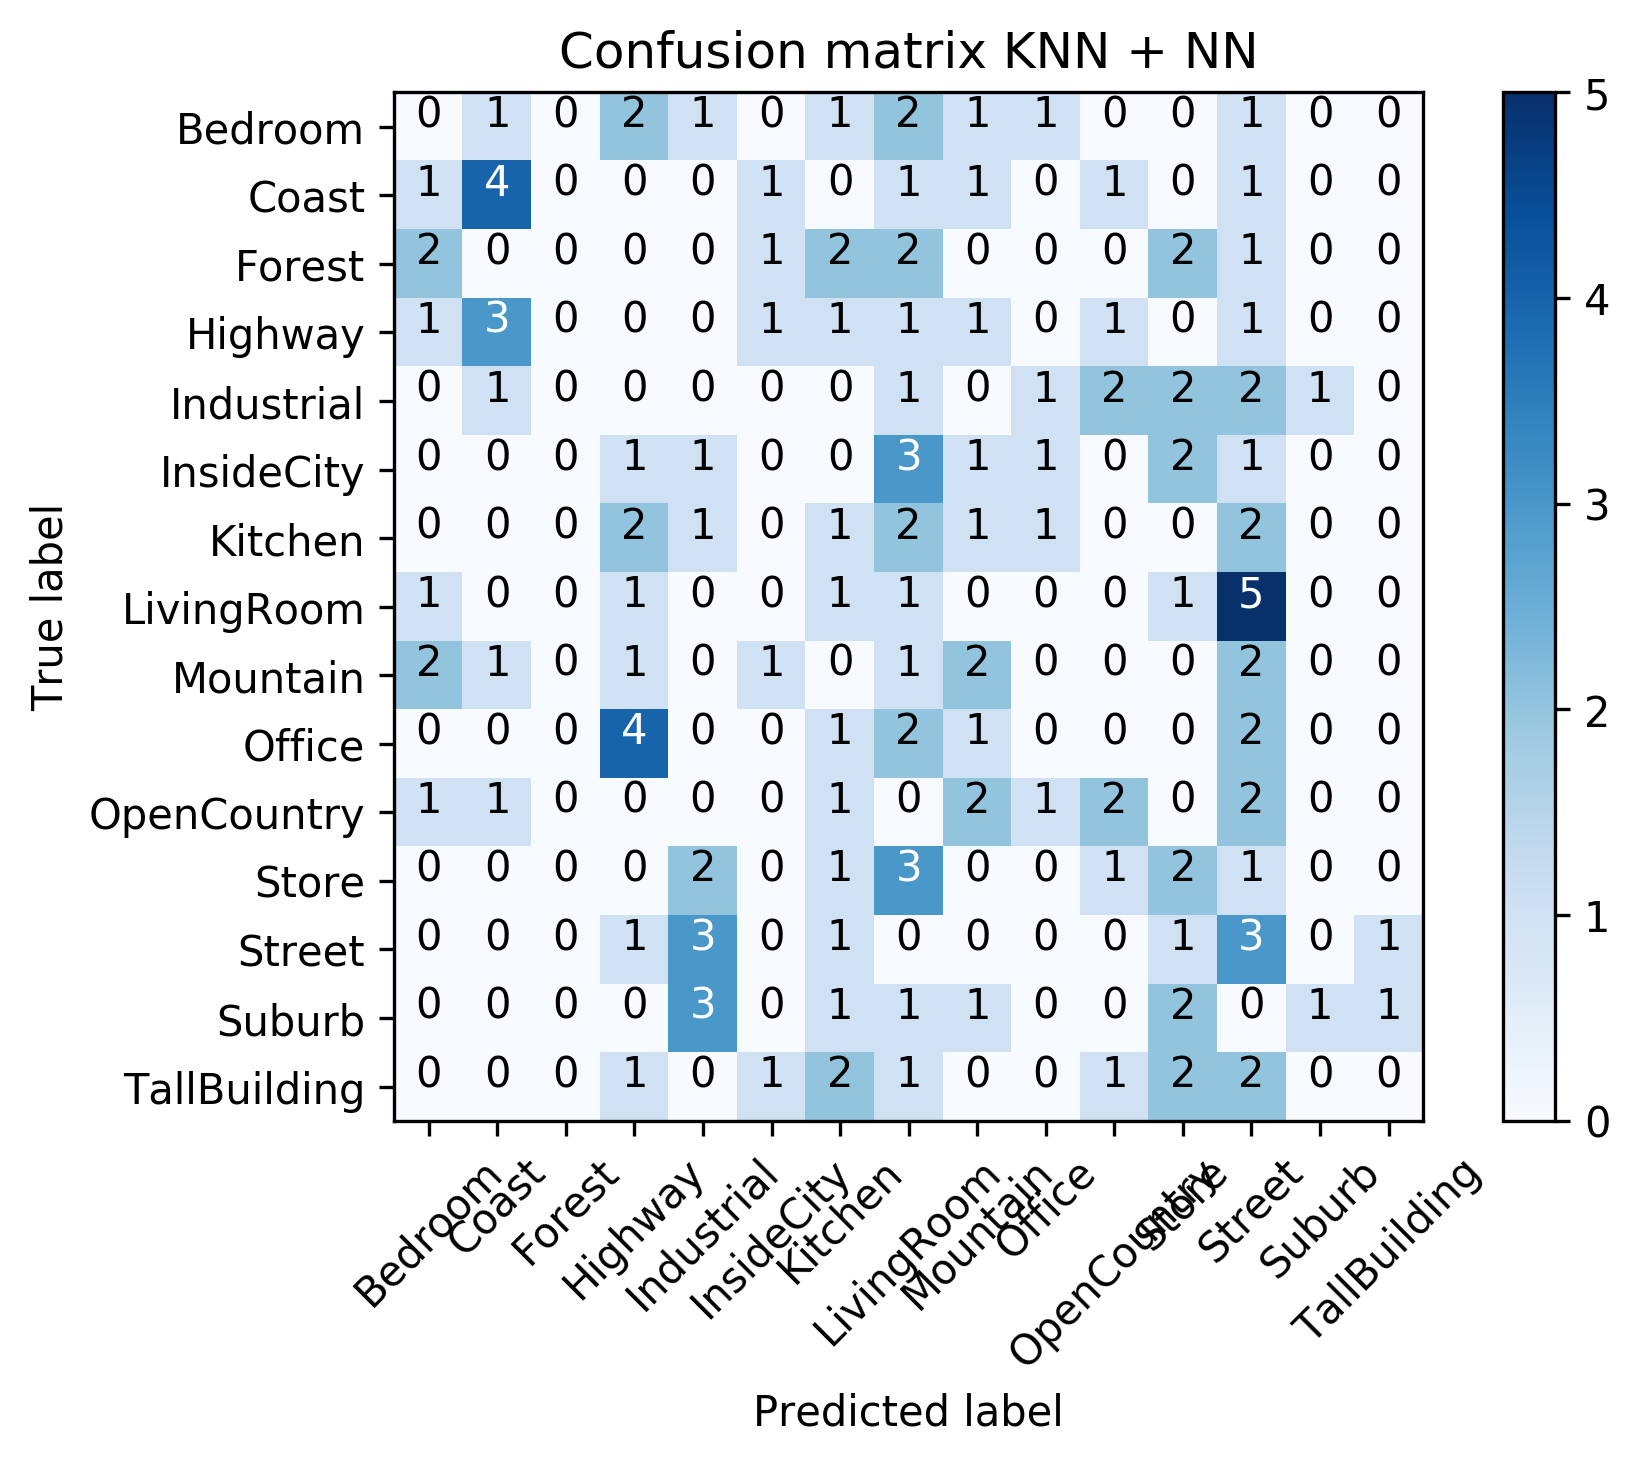 Confusion matrix KNN + NN
True label
Bedroom 0 1 0 2 1 0 1 2 1 1 0 0 1 0 0
Coast 1 4 0 0 0 1 0 1 1 0 1 0 1 0 0
Forest 2 0 0 0 0 1 2 2 0 0 0 2 1 0 0
Highway 1 3 0 0 0 1 1 1 1 0 1 0 1 0 0
Industrial 0 1 0 0 0 0 0 1 0 1 2 2 2 1 0
InsideCity 0 0 0 1 1 0 0 3 1 1 0 2 1 0 0
Kitchen 0 0 0 2 1 0 1 2 1 1 0 0 2 0 0
LivingRoom 1 0 0 1 0 0 1 1 0 0 0 1 5 0 0
Mountain 2 1 0 1 0 1 0 1 2 0 0 0 2 0 0
Office 0 0 0 4 0 0 1 2 1 0 0 0 2 0 0
OpenCountry 1 1 0 0 0 0 1 0 2 1 2 0 2 0 0
Store 0 0 0 0 2 0 1 3 0 0 1 2 1 0 0
Street 0 0 0 1 3 0 1 0 0 0 0 1 3 0 1
Suburb 0 0 0 0 3 0 1 1 1 0 0 2 0 1 1
TallBuilding 0 0 0 1 0 1 2 1 0 0 1 2 2 0 0
Bedroom
Coast
Forest
Highway
Industrial
InsideCity
Kitchen
LivingRoom
Mountain
Office
OpenCountry
Store
Street
Suburb
TallBuilding
Predicted label
5
4
3
2
1
0